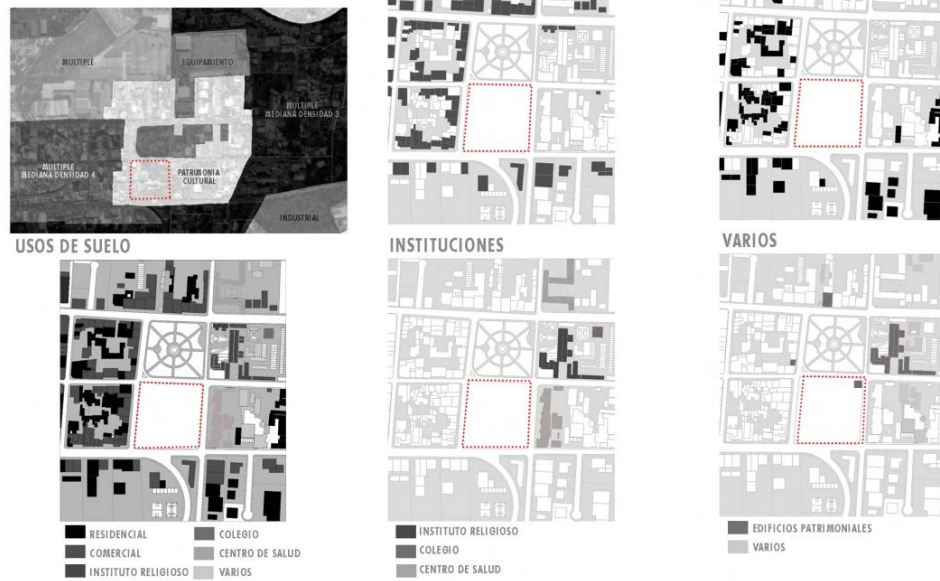 MULTIPLE
EQUIPAMIENTO
MULTIPLE
MEDIANA DENSIDAD 3
MULTIPLE
MEDIANA DENSIDAD 4
PATRIMONIA
CULTURAL
INDUSTRIAL
USOS DE SUELO
INSTITUCIONES
VARIOS
RESIDENCIAL
COMERCIAL
INSTITUTO RELIGIOSO
COLEGIO
CENTRO DE SALUD
VARIOS
INSTITUTO RELIGIOSO
COLEGIO
CENTRO DE SALUD
EDIFICIOS PATRIMONIALES
VARIOS